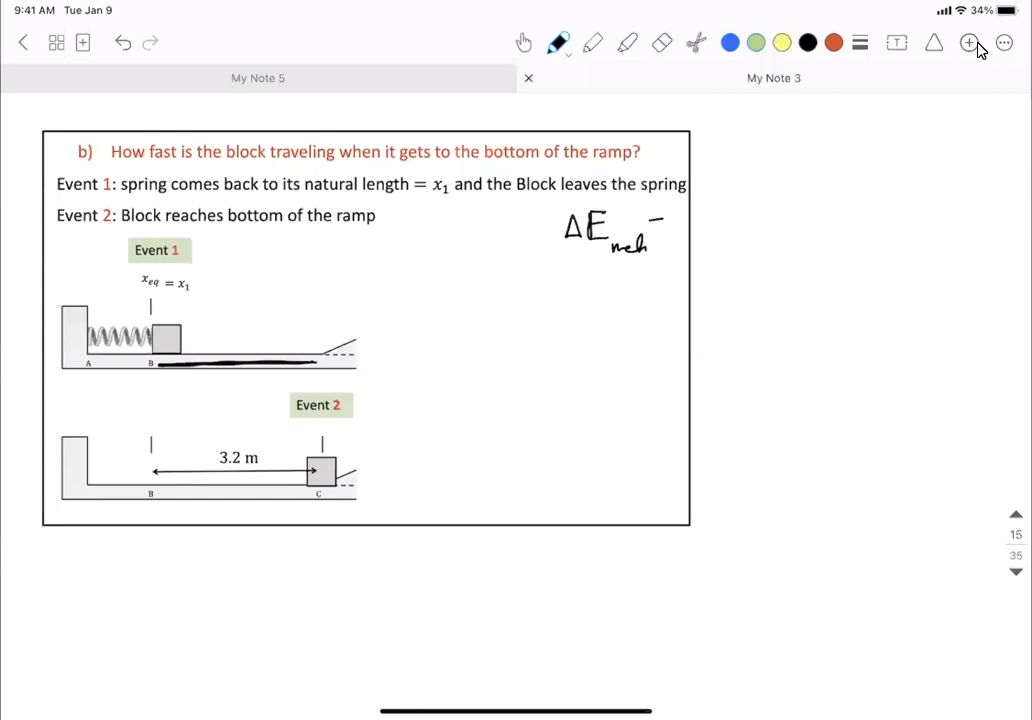 9:41 AM Tue Jan 9
34%
T
My Note 5
My Note 3
b) How fast is the block traveling when it gets to the bottom of the ramp?
Event 1: spring comes back to its natural length = x₁ and the Block leaves the spring
Event 2: Block reaches bottom of the ramp
ΔE meh -
Event 1
x_eq = x₁
A B
Event 2
3.2 m
B C
15
35